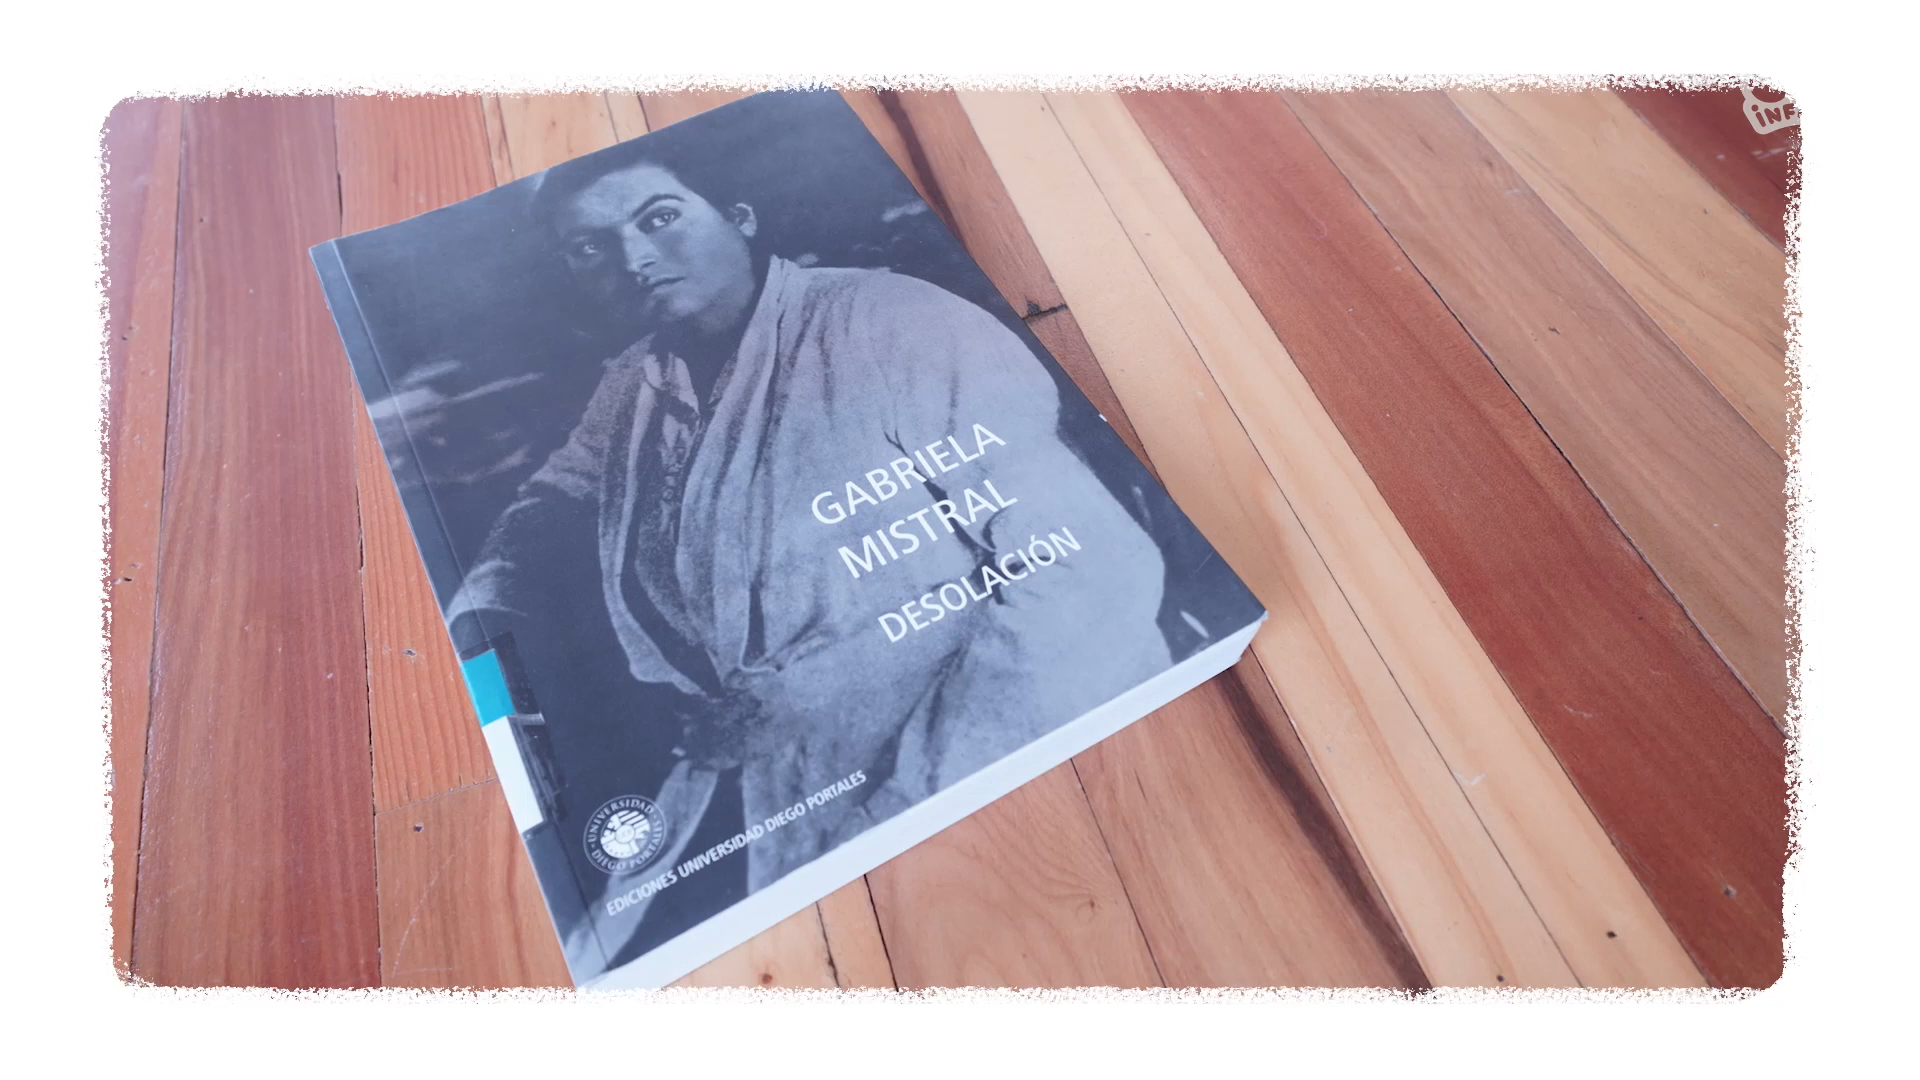 GABRIELA
MISTRAL
DESOLACIÓN
EDICIONES UNIVERSIDAD DIEGO PORTALES
UNIVERSIDAD
DIEGO PORTALES